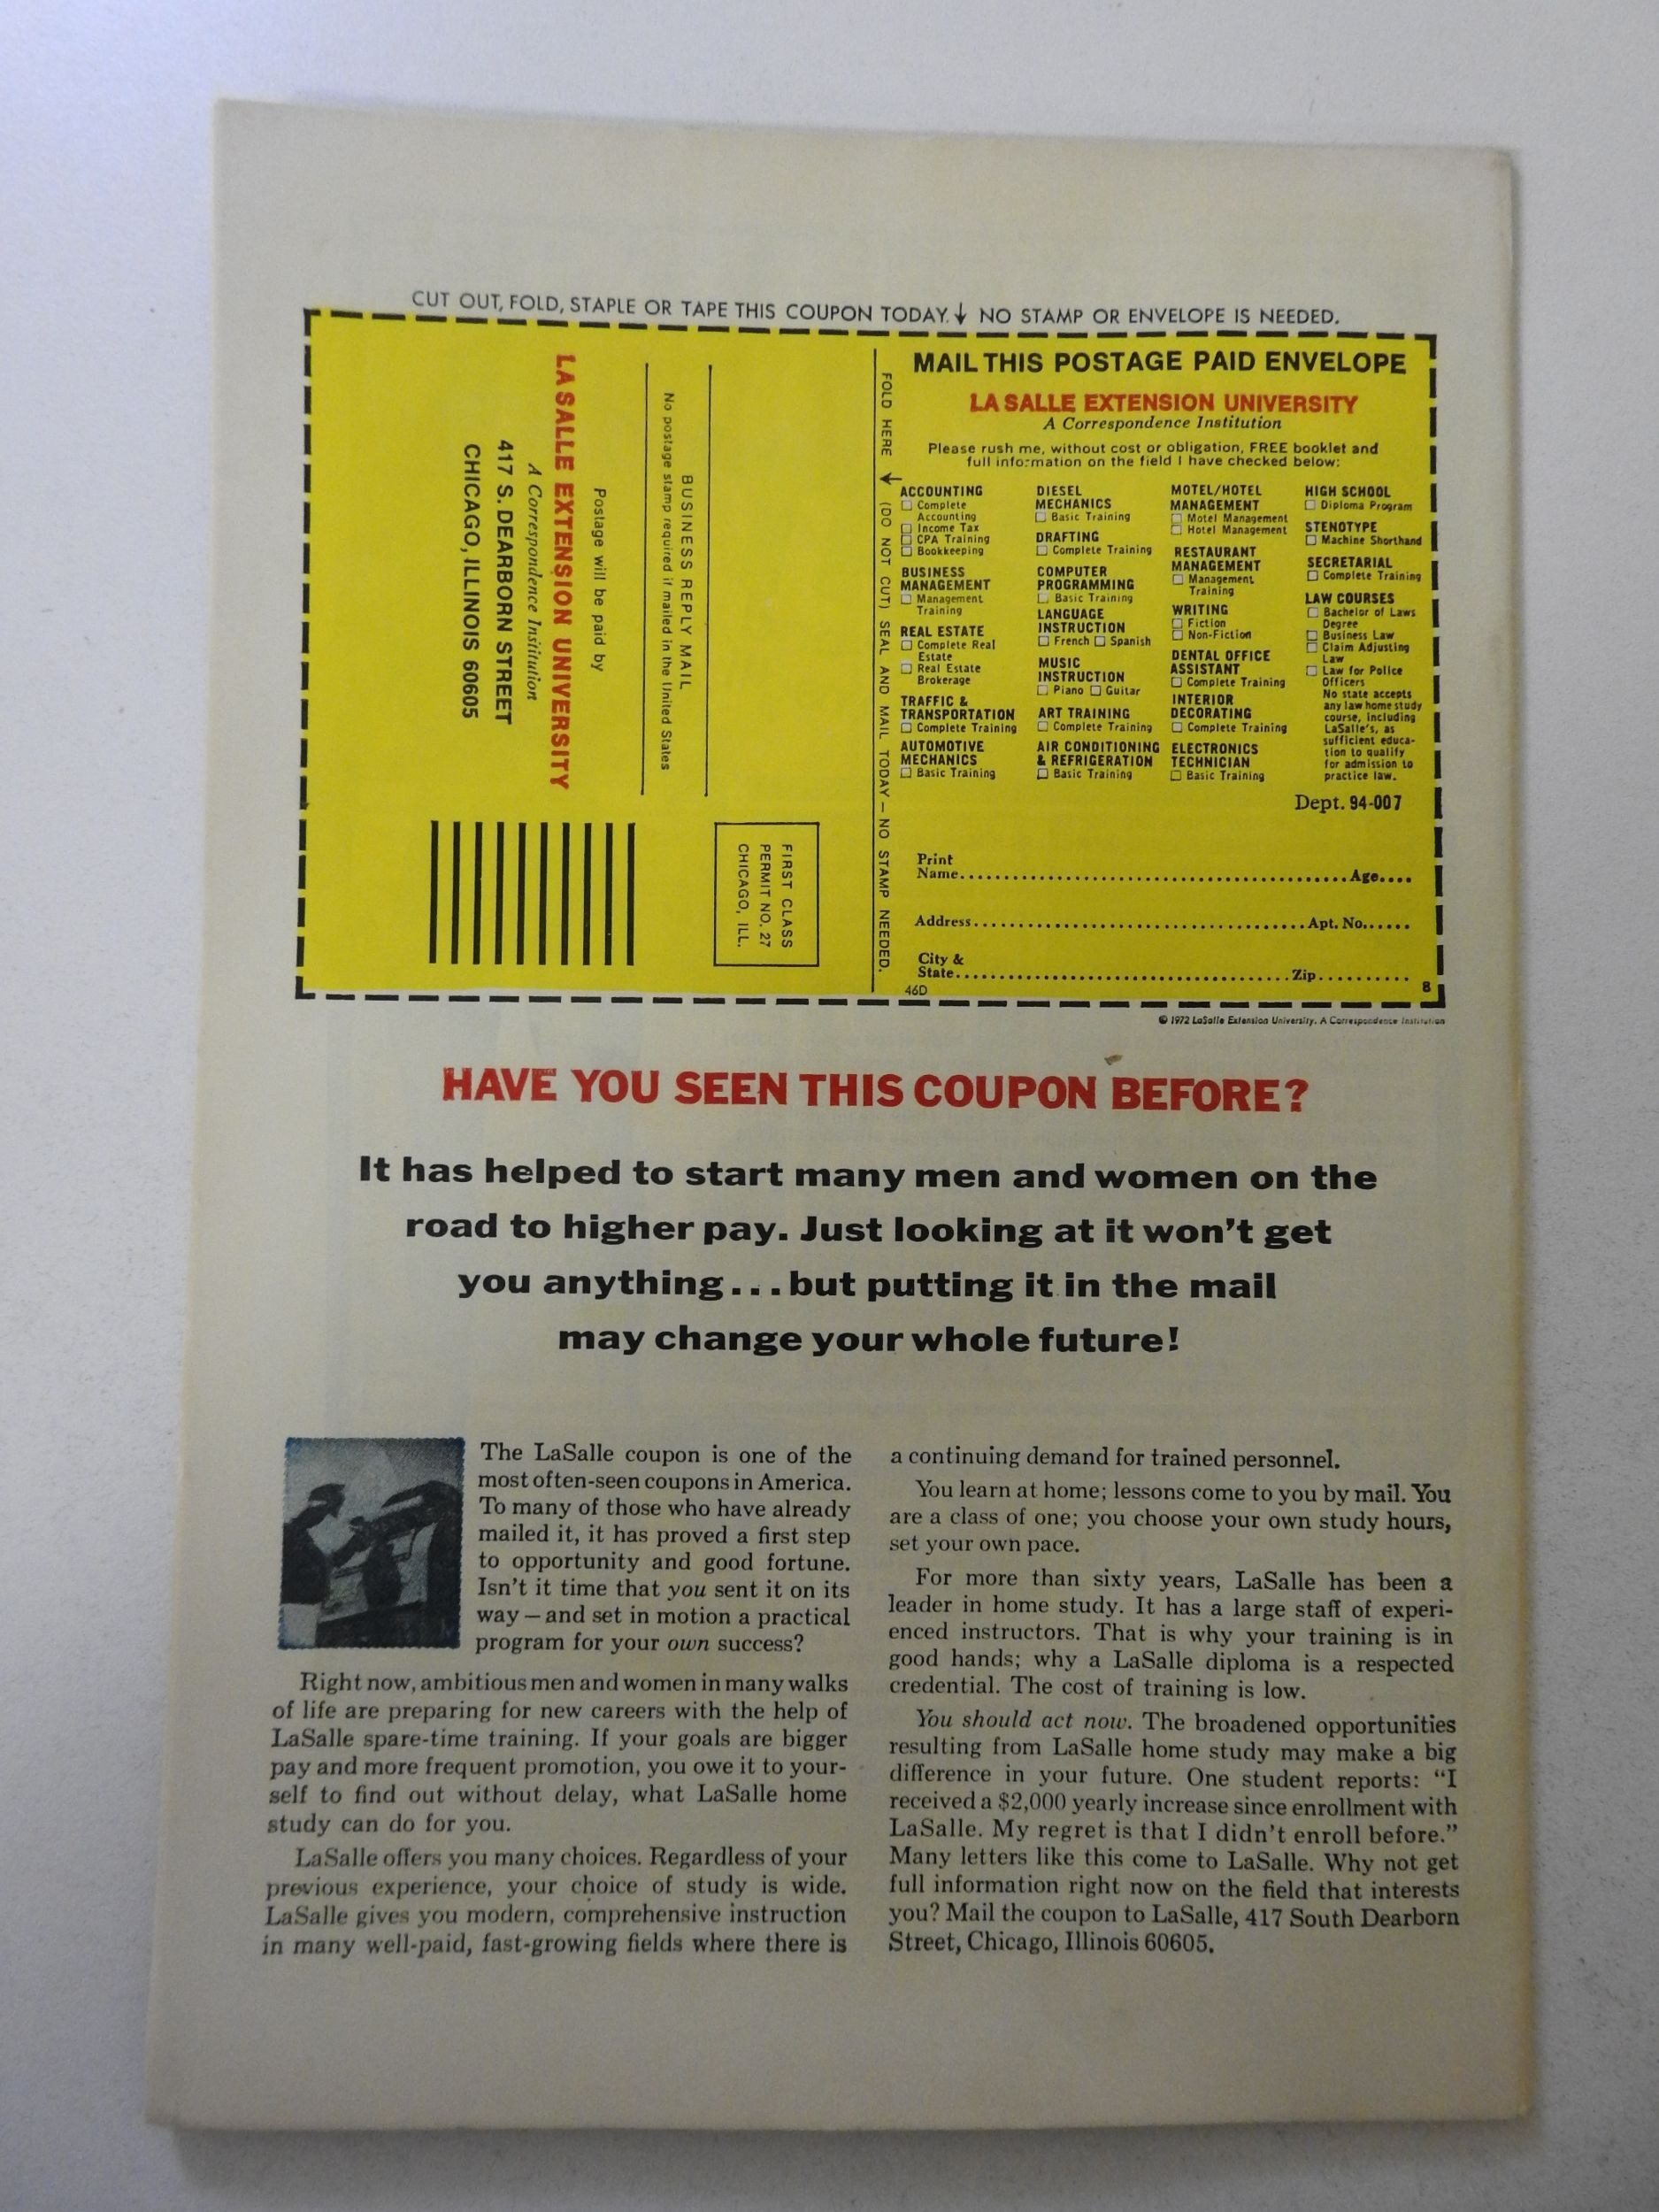 CUT OUT, FOLD, STAPLE OR TAPE THIS COUPON TODAY.↓ NO STAMP OR ENVELOPE IS NEEDED.
BUSINESS REPLY MAIL
No postage stamp required if mailed in the United States
Postage will be paid by
LA SALLE EXTENSION UNIVERSITY
A Correspondence Institution
417 S. DEARBORN STREET
CHICAGO, ILLINOIS 60605
FIRST CLASS
PERMIT NO. 27
CHICAGO, ILL.
FOLD HERE ↓ (DO NOT CUT) SEAL AND MAIL TODAY — NO STAMP NEEDED.
MAIL THIS POSTAGE PAID ENVELOPE
LA SALLE EXTENSION UNIVERSITY
A Correspondence Institution
Please rush me, without cost or obligation, FREE booklet and
full information on the field I have checked below:
ACCOUNTING
☐ Complete
Accounting
☐ Income Tax
☐ CPA Training
☐ Bookkeeping
BUSINESS
MANAGEMENT
☐ Management
Training
REAL ESTATE
☐ Complete Real
Estate
☐ Real Estate
Brokerage
TRAFFIC &
TRANSPORTATION
☐ Complete Training
AUTOMOTIVE
MECHANICS
☐ Basic Training
DIESEL
MECHANICS
☐ Basic Training
DRAFTING
☐ Complete Training
COMPUTER
PROGRAMMING
☐ Basic Training
LANGUAGE
INSTRUCTION
☐ French ☐ Spanish
MUSIC
INSTRUCTION
☐ Piano ☐ Guitar
ART TRAINING
☐ Complete Training
AIR CONDITIONING
& REFRIGERATION
☐ Basic Training
MOTEL/HOTEL
MANAGEMENT
☐ Motel Management
☐ Hotel Management
RESTAURANT
MANAGEMENT
☐ Management
Training
WRITING
☐ Fiction
☐ Non-Fiction
DENTAL OFFICE
ASSISTANT
☐ Complete Training
INTERIOR
DECORATING
☐ Complete Training
ELECTRONICS
TECHNICIAN
☐ Basic Training
HIGH SCHOOL
☐ Diploma Program
STENOTYPE
☐ Machine Shorthand
SECRETARIAL
☐ Complete Training
LAW COURSES
☐ Bachelor of Laws
Degree
☐ Business Law
☐ Claim Adjusting
Law
☐ Law for Police
Officers
No state accepts
any law home study
course, including
LaSalle's, as
sufficient educa-
tion to qualify
for admission to
practice law.
Dept. 94-007
Print
Name.......... Age....
Address.......... Apt. No......
City &
State.......... Zip..........
46D
8
© 1972 LaSalle Extension University. A Correspondence Institution
HAVE YOU SEEN THIS COUPON BEFORE?
It has helped to start many men and women on the
road to higher pay. Just looking at it won't get
you anything...but putting it in the mail
may change your whole future!
The LaSalle coupon is one of the
most often-seen coupons in America.
To many of those who have already
mailed it, it has proved a first step
to opportunity and good fortune.
Isn't it time that you sent it on its
way—and set in motion a practical
program for your own success?
Right now, ambitious men and women in many walks
of life are preparing for new careers with the help of
LaSalle spare-time training. If your goals are bigger
pay and more frequent promotion, you owe it to your-
self to find out without delay, what LaSalle home
study can do for you.
LaSalle offers you many choices. Regardless of your
previous experience, your choice of study is wide.
LaSalle gives you modern, comprehensive instruction
in many well-paid, fast-growing fields where there is
a continuing demand for trained personnel.
You learn at home; lessons come to you by mail. You
are a class of one; you choose your own study hours,
set your own pace.
For more than sixty years, LaSalle has been a
leader in home study. It has a large staff of experi-
enced instructors. That is why your training is in
good hands; why a LaSalle diploma is a respected
credential. The cost of training is low.
You should act now. The broadened opportunities
resulting from LaSalle home study may make a big
difference in your future. One student reports: “I
received a $2,000 yearly increase since enrollment with
LaSalle. My regret is that I didn't enroll before.”
Many letters like this come to LaSalle. Why not get
full information right now on the field that interests
you? Mail the coupon to LaSalle, 417 South Dearborn
Street, Chicago, Illinois 60605.